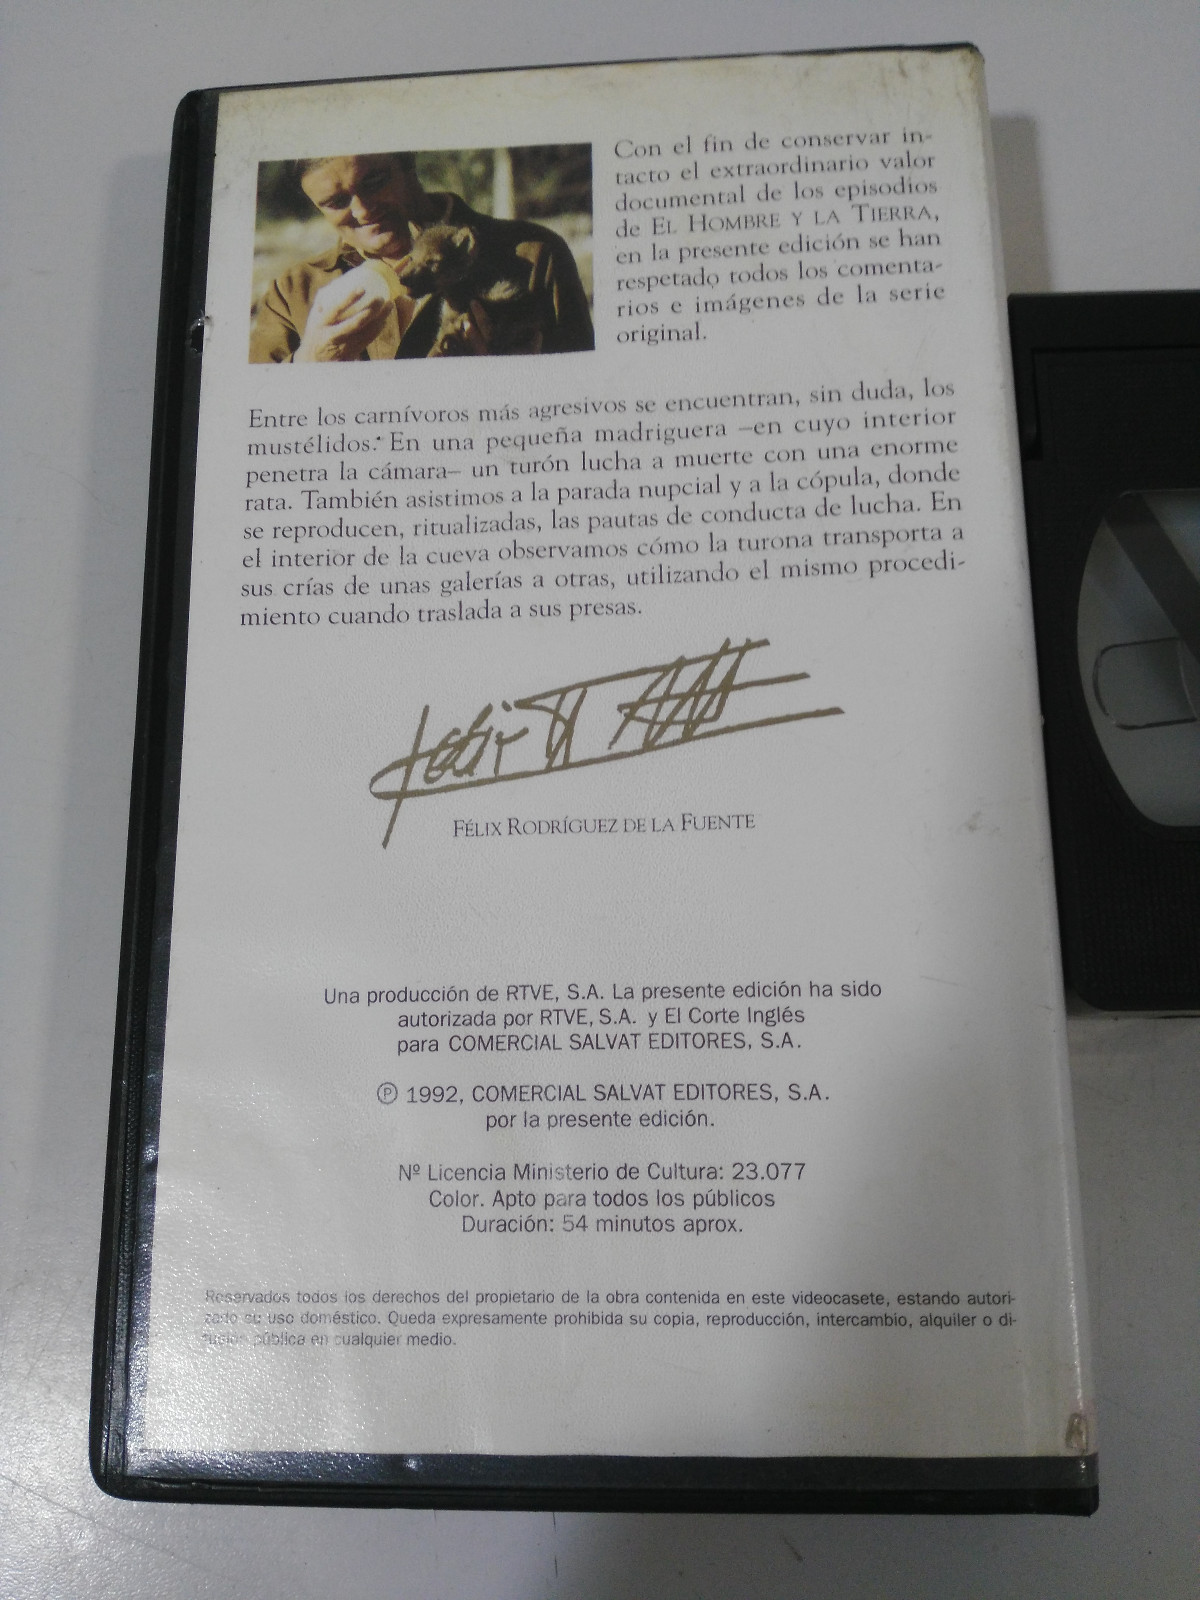 Con el fin de conservar in-
tacto el extraordinario valor
documental de los episodios
de EL HOMBRE Y LA TIERRA,
en la presente edición se han
respetado todos los comenta-
rios e imágenes de la serie
original.
Entre los carnívoros más agresivos se encuentran, sin duda, los
mustélidos. En una pequeña madriguera –en cuyo interior
penetra la cámara– un turón lucha a muerte con una enorme
rata. También asistimos a la parada nupcial y a la cópula, donde
se reproducen, ritualizadas, las pautas de conducta de lucha. En
el interior de la cueva observamos cómo la turona transporta a
sus crías de unas galerías a otras, utilizando el mismo procedi-
miento cuando traslada a sus presas.
FÉLIX RODRÍGUEZ DE LA FUENTE
Una producción de RTVE, S.A. La presente edición ha sido
autorizada por RTVE, S.A. y El Corte Inglés
para COMERCIAL SALVAT EDITORES, S.A.
Ⓟ 1992, COMERCIAL SALVAT EDITORES, S.A.
por la presente edición.
Nº Licencia Ministerio de Cultura: 23.077
Color. Apto para todos los públicos
Duración: 54 minutos aprox.
Reservados todos los derechos del propietario de la obra contenida en este videocasete, estando autori-
zado su uso doméstico. Queda expresamente prohibida su copia, reproducción, intercambio, alquiler o di-
fusión pública en cualquier medio.